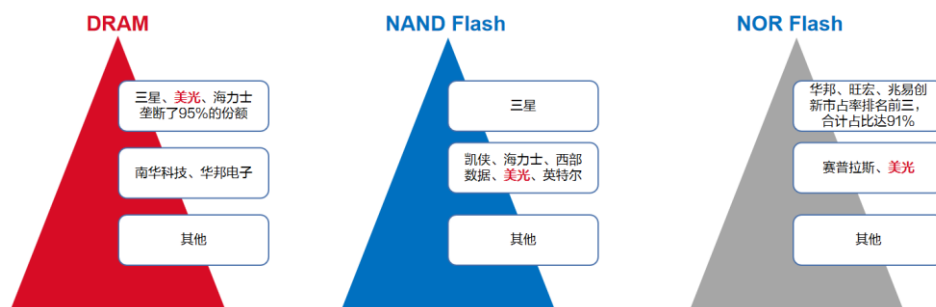 DRAM
三星、美光、海力士
垄断了95%的份额
南华科技、华邦电子
其他
NAND Flash
三星
凯侠、海力士、西部
数据、美光、英特尔
其他
NOR Flash
华邦、旺宏、兆易创
新市占率排名前三，
合计占比达91%
赛普拉斯、美光
其他